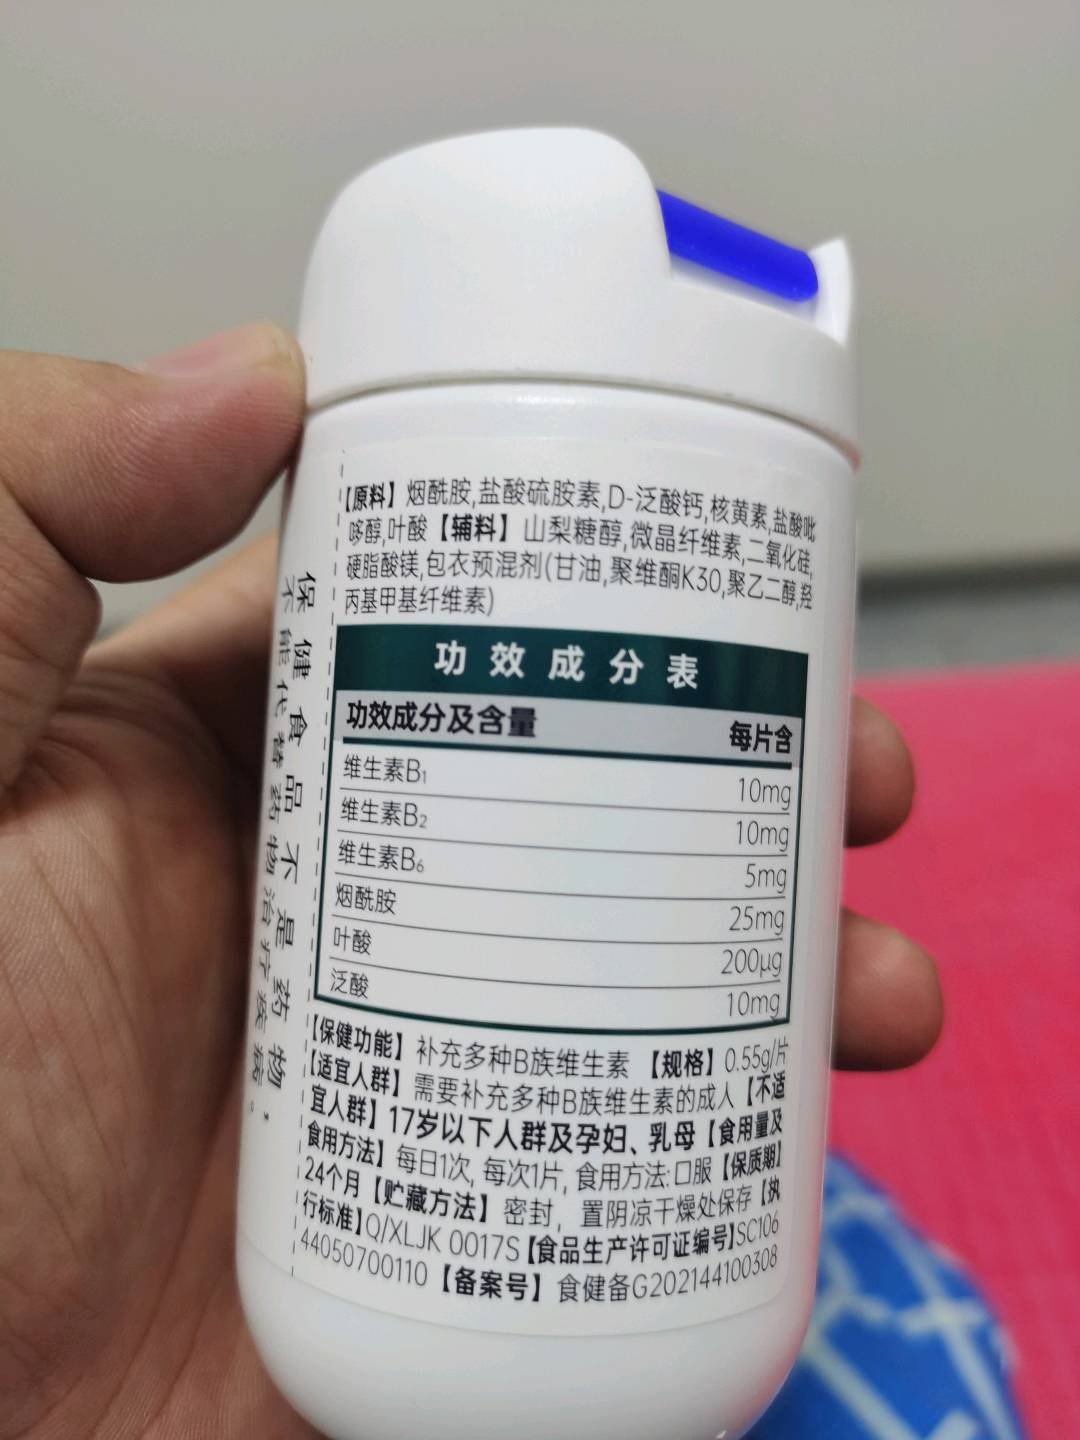 【原料】烟酰胺,盐酸硫胺素,D-泛酸钙,核黄素,盐酸吡
哆醇,叶酸【辅料】山梨糖醇,微晶纤维素,二氧化硅,
硬脂酸镁,包衣预混剂(甘油,聚维酮K30,聚乙二醇,羟
丙基甲基纤维素)
功效成分表
功效成分及含量 每片含
维生素B₁ 10mg
维生素B₂ 10mg
维生素B₆ 5mg
烟酰胺 25mg
叶酸 200μg
泛酸 10mg
【保健功能】补充多种B族维生素【规格】0.55g/片
【适宜人群】需要补充多种B族维生素的成人【不适
宜人群】17岁以下人群及孕妇、乳母【食用量及
食用方法】每日1次, 每次1片, 食用方法:口服【保质期】
24个月【贮藏方法】密封，置阴凉干燥处保存【执
行标准】Q/XLJK 0017S【食品生产许可证编号】SC106
44050700110【备案号】食健备G202144100308
保健食品不是药物，
不能代替药物治疗疾病。